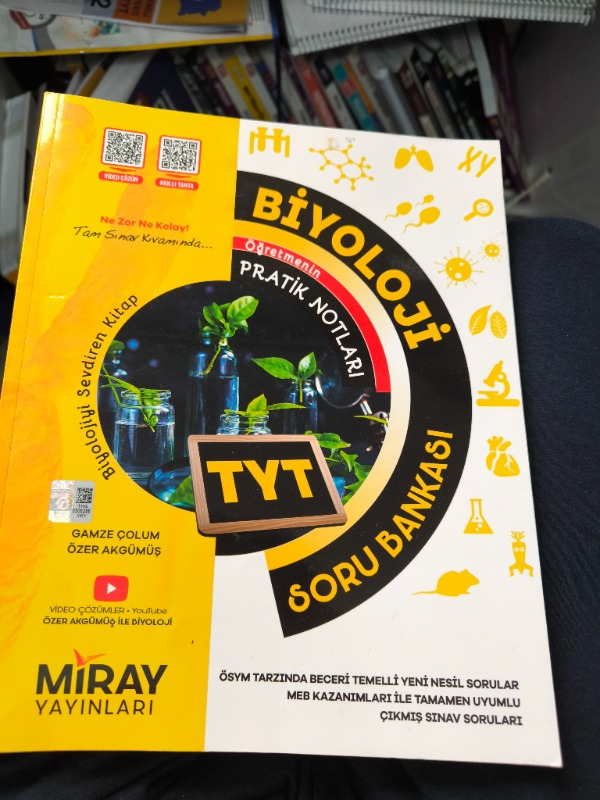 VİDEO ÇÖZÜM
AKILLI TAHTA
Ne Zor Ne Kolay!
Tam Sınav Kıvamında...
BİYOLOJİ
Öğretmenin
PRATİK NOTLARI
Biyolojiyi Sevdiren Kitap
TYT
SORU BANKASI
GAMZE ÇOLUM
ÖZER AKGÜMÜŞ
VİDEO ÇÖZÜMLER • YouTube
ÖZER AKGÜMÜŞ İLE BİYOLOJİ
MİRAY
YAYINLARI
ÖSYM TARZINDA BECERİ TEMELLİ YENİ NESİL SORULAR
MEB KAZANIMLARI İLE TAMAMEN UYUMLU
ÇIKMIŞ SINAV SORULARI